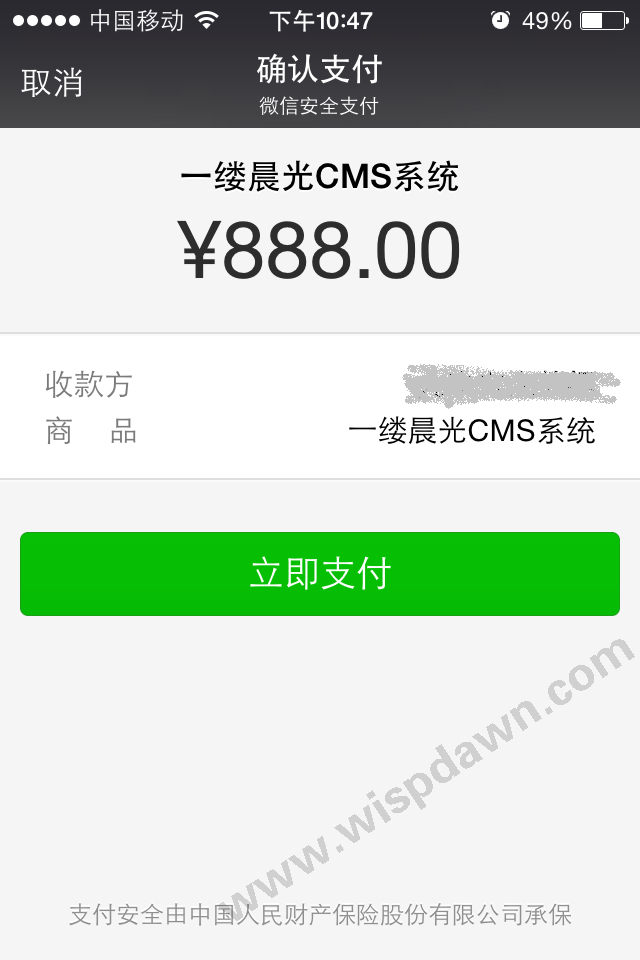 中国移动 下午10:47 49%
取消 确认支付
微信安全支付
一缕晨光CMS系统
¥888.00
收款方
商 品 一缕晨光CMS系统
立即支付
www.wispdawn.com
支付安全由中国人民财产保险股份有限公司承保